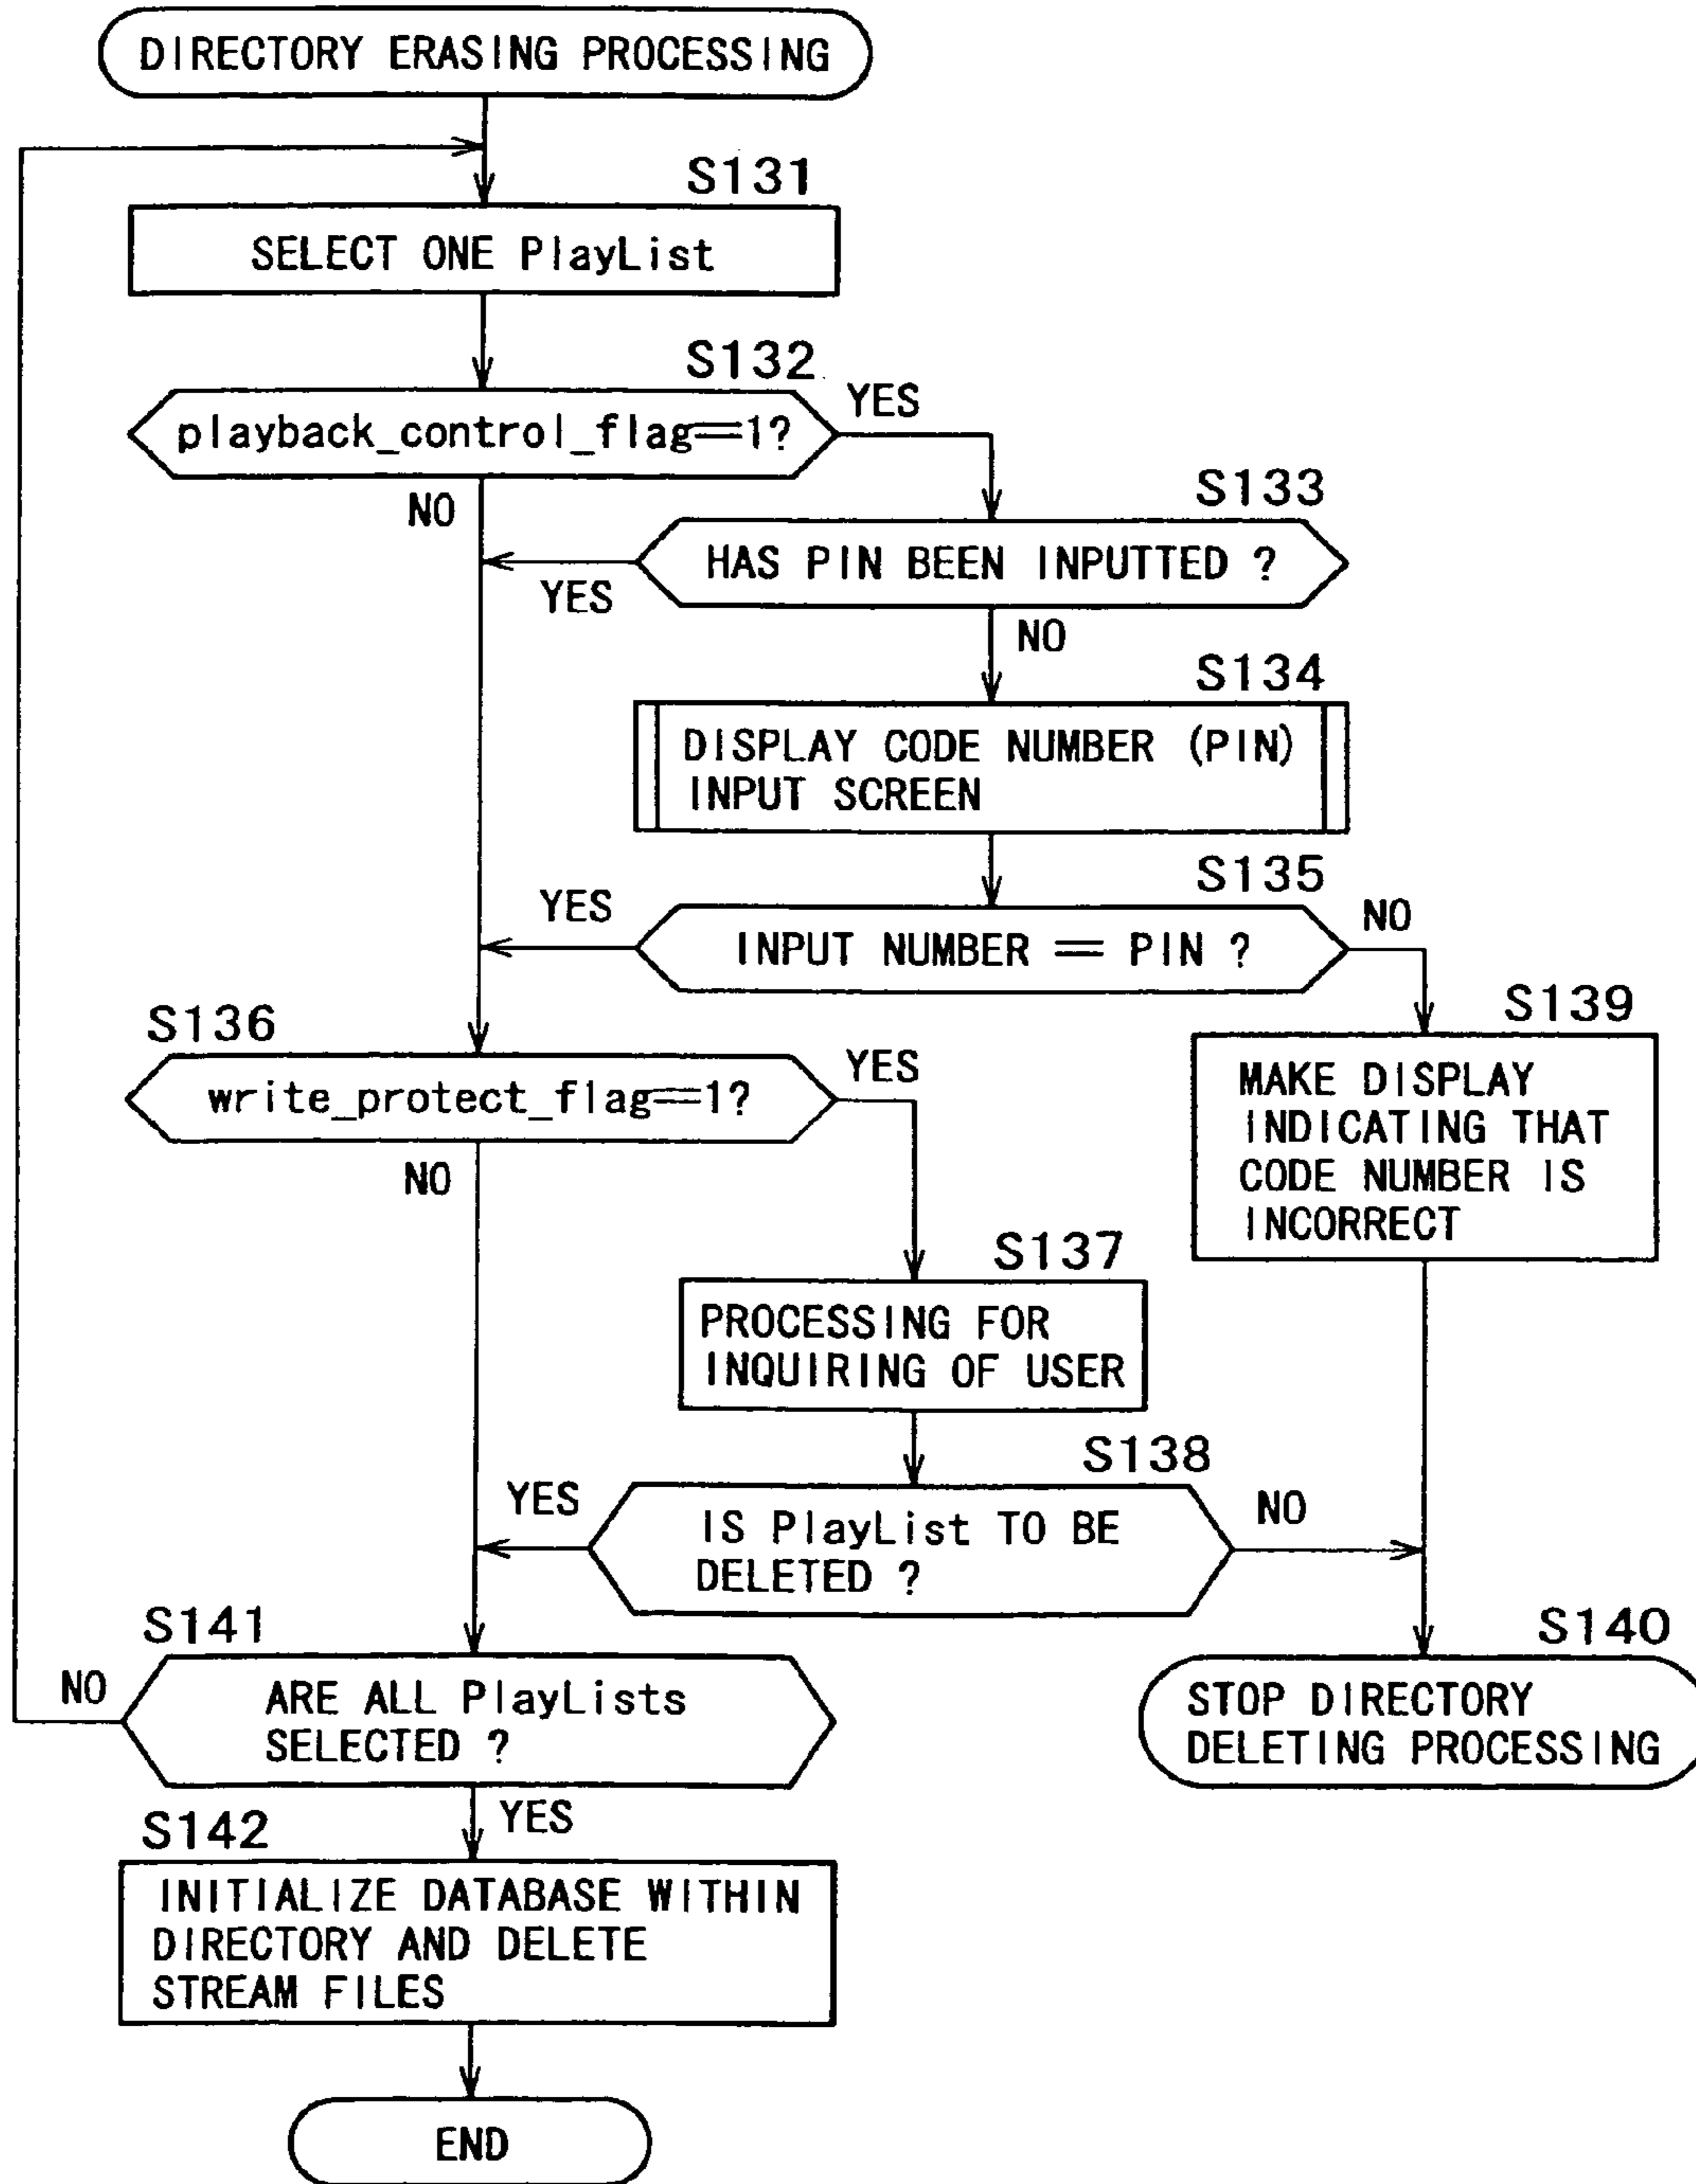 DIRECTORY ERASING PROCESSING
S131
SELECT ONE PlayList
S132
playback_control_flag==1?
YES
NO
S133
HAS PIN BEEN INPUTTED ?
YES
NO
S134
DISPLAY CODE NUMBER (PIN)
INPUT SCREEN
S135
YES
INPUT NUMBER == PIN ?
NO
S136
write_protect_flag==1?
YES
NO
S139
MAKE DISPLAY
INDICATING THAT
CODE NUMBER IS
INCORRECT
S137
PROCESSING FOR
INQUIRING OF USER
S138
YES
IS PlayList TO BE
DELETED ?
NO
S141
NO
ARE ALL PlayLists
SELECTED ?
S140
STOP DIRECTORY
DELETING PROCESSING
YES
S142
INITIALIZE DATABASE WITHIN
DIRECTORY AND DELETE
STREAM FILES
END